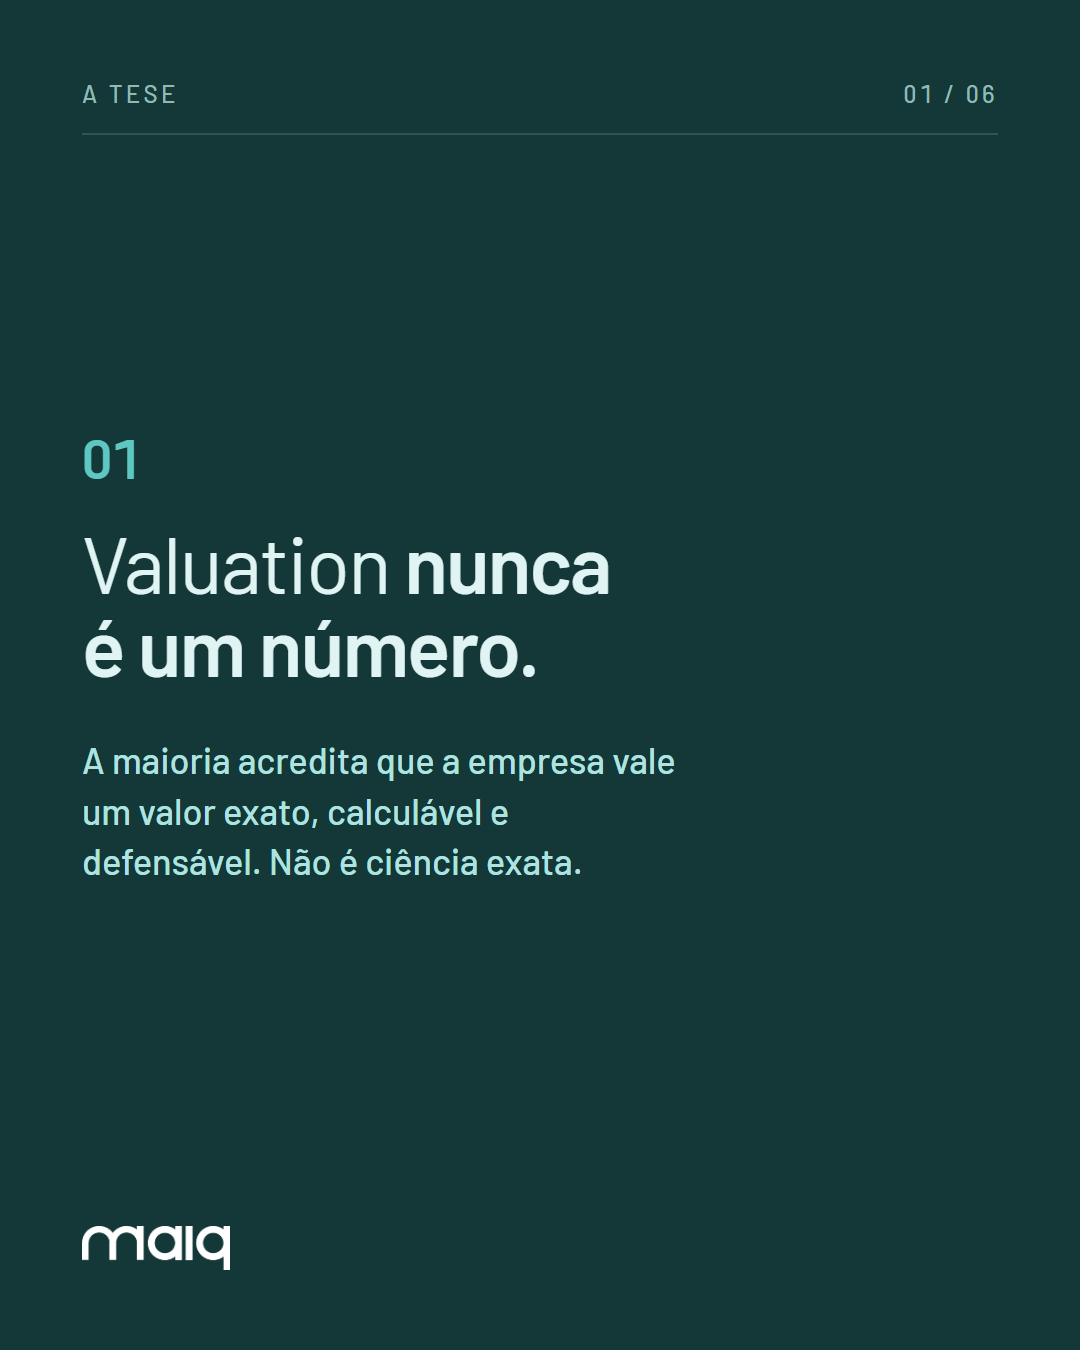 A TESE
01 / 06
01
Valuation nunca
é um número.
A maioria acredita que a empresa vale
um valor exato, calculável e
defensável. Não é ciência exata.
maiq